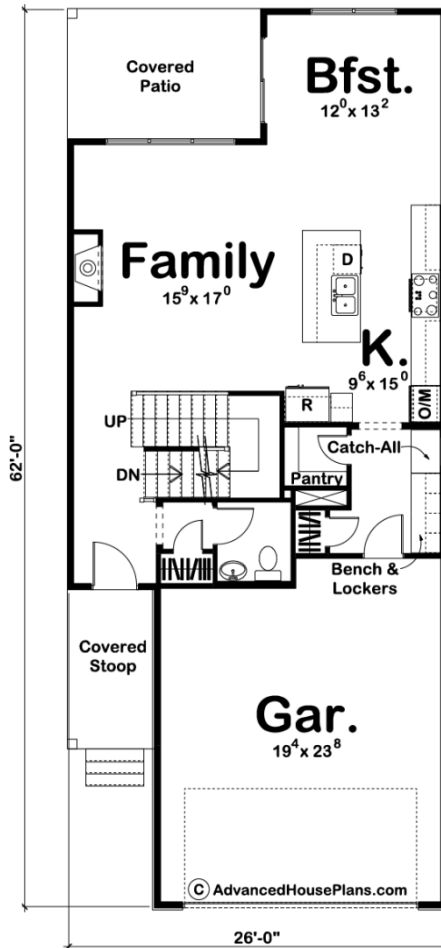 Covered
Patio
Bfst.
12⁰ x 13²
Family
15⁹ x 17⁰
D
K.
9⁶ x 15⁰
R
O/M
UP
Catch-All
DN
Pantry
62'-0"
Bench &
Lockers
Covered
Stoop
Gar.
19⁴ x 23⁸
© AdvancedHousePlans.com
26'-0"